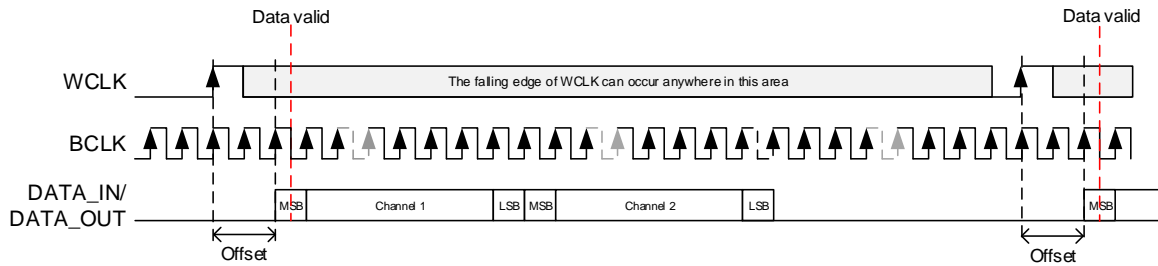 Data valid Data valid
WCLK The falling edge of WCLK can occur anywhere in this area
BCLK
DATA_IN/
DATA_OUT MSB Channel 1 LSB MSB Channel 2 LSB MSB
Offset Offset